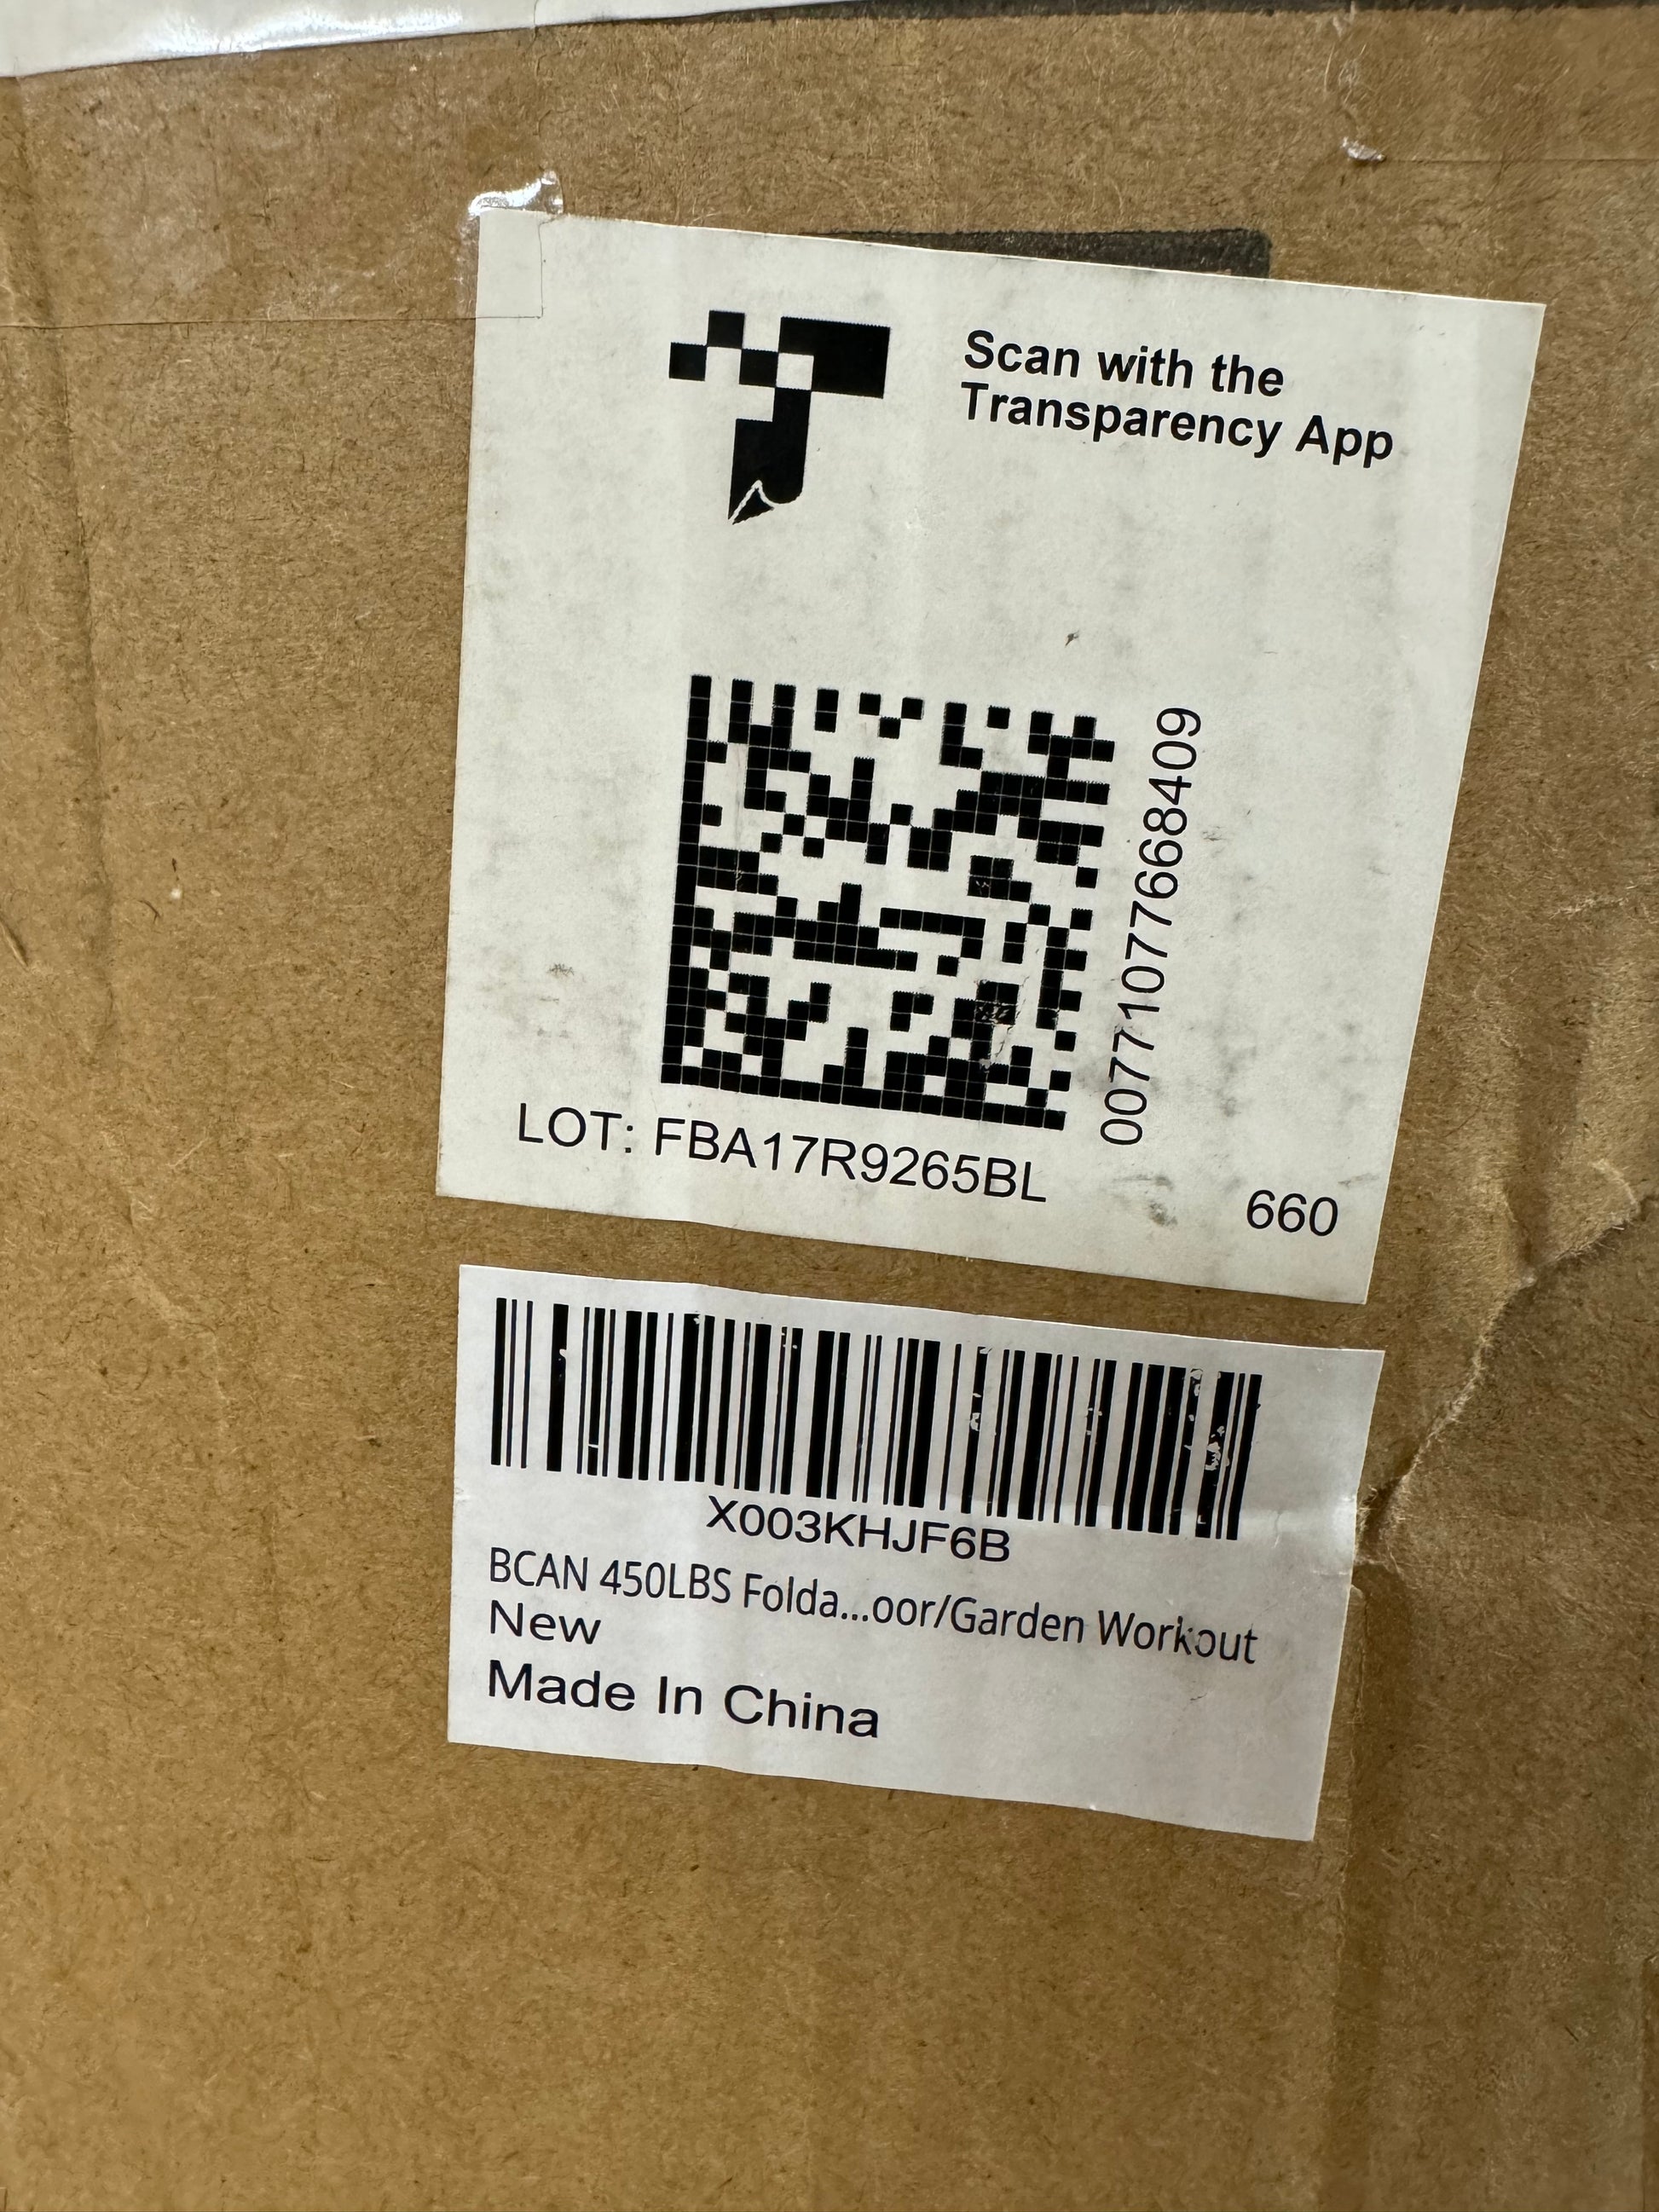 Scan with the
Transparency App
00771077668409
LOT: FBA17R9265BL
660
X003KHJF6B
BCAN 450LBS Folda...oor/Garden Workout
New
Made In China